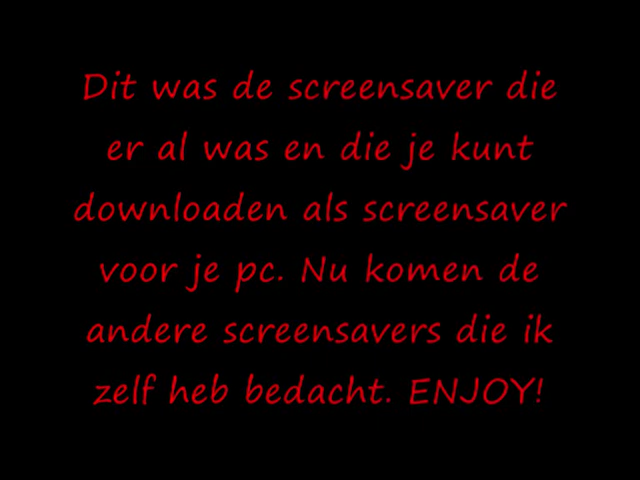 Dit was de screensaver die
er al was en die je kunt
downloaden als screensaver
voor je pc. Nu komen de
andere screensavers die ik
zelf heb bedacht. ENJOY!